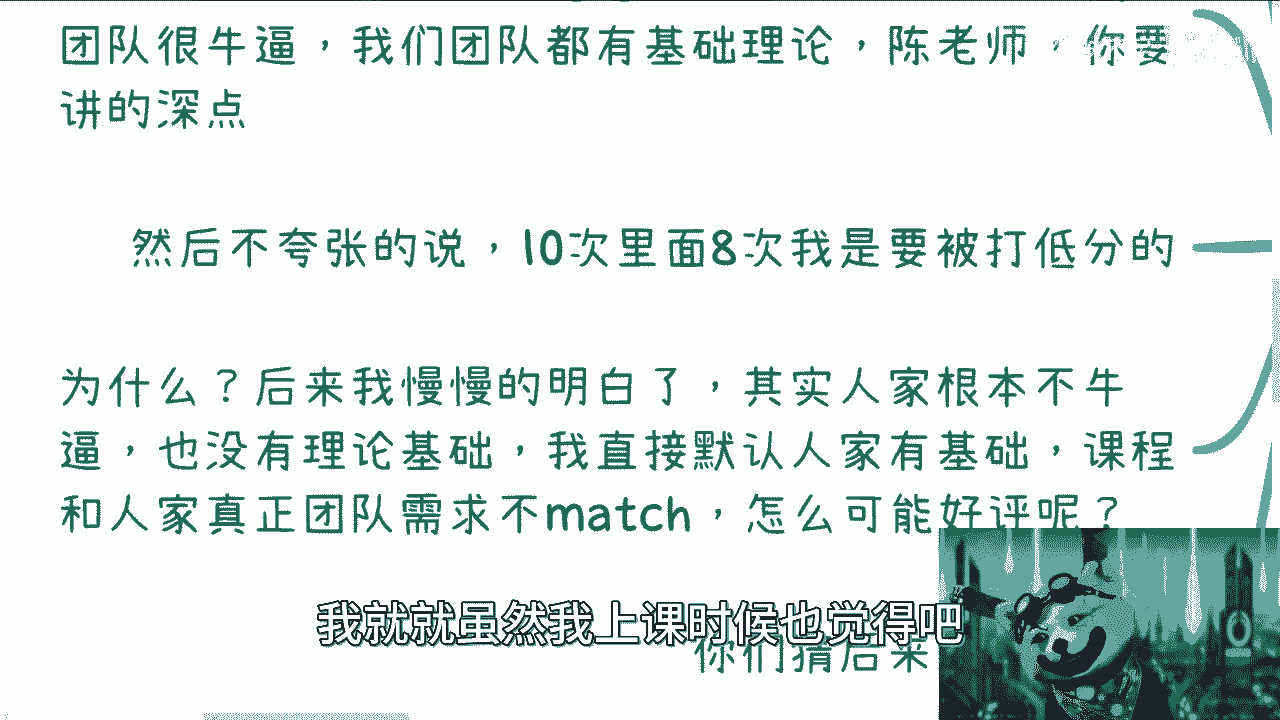 团队很牛逼，我们团队都有基础理论，陈老师，你要
讲的深点
然后不夸张的说，10次里面8次我是要被打低分的
为什么？后来我慢慢的明白了，其实人家根本不牛
逼，也没有理论基础，我直接默认人家有基础，课程
和人家真正团队需求不match，怎么可能好评呢？
我就就虽然我上课时候也觉得吧
你们猜后来